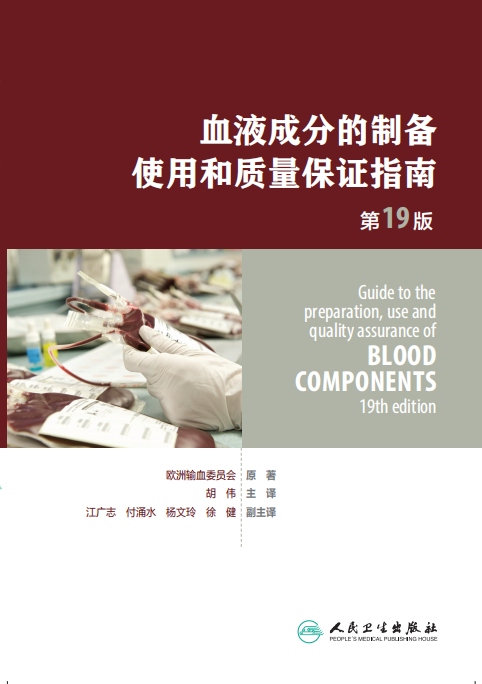 血液成分的制备
使用和质量保证指南
第19版
Guide to the
preparation, use and
quality assurance of
BLOOD
COMPONENTS
19th edition
欧洲输血委员会 原 著
胡 伟 主 译
江广志 付涌水 杨文玲 徐 健 副主译
人民卫生出版社
PEOPLE'S MEDICAL PUBLISHING HOUSE